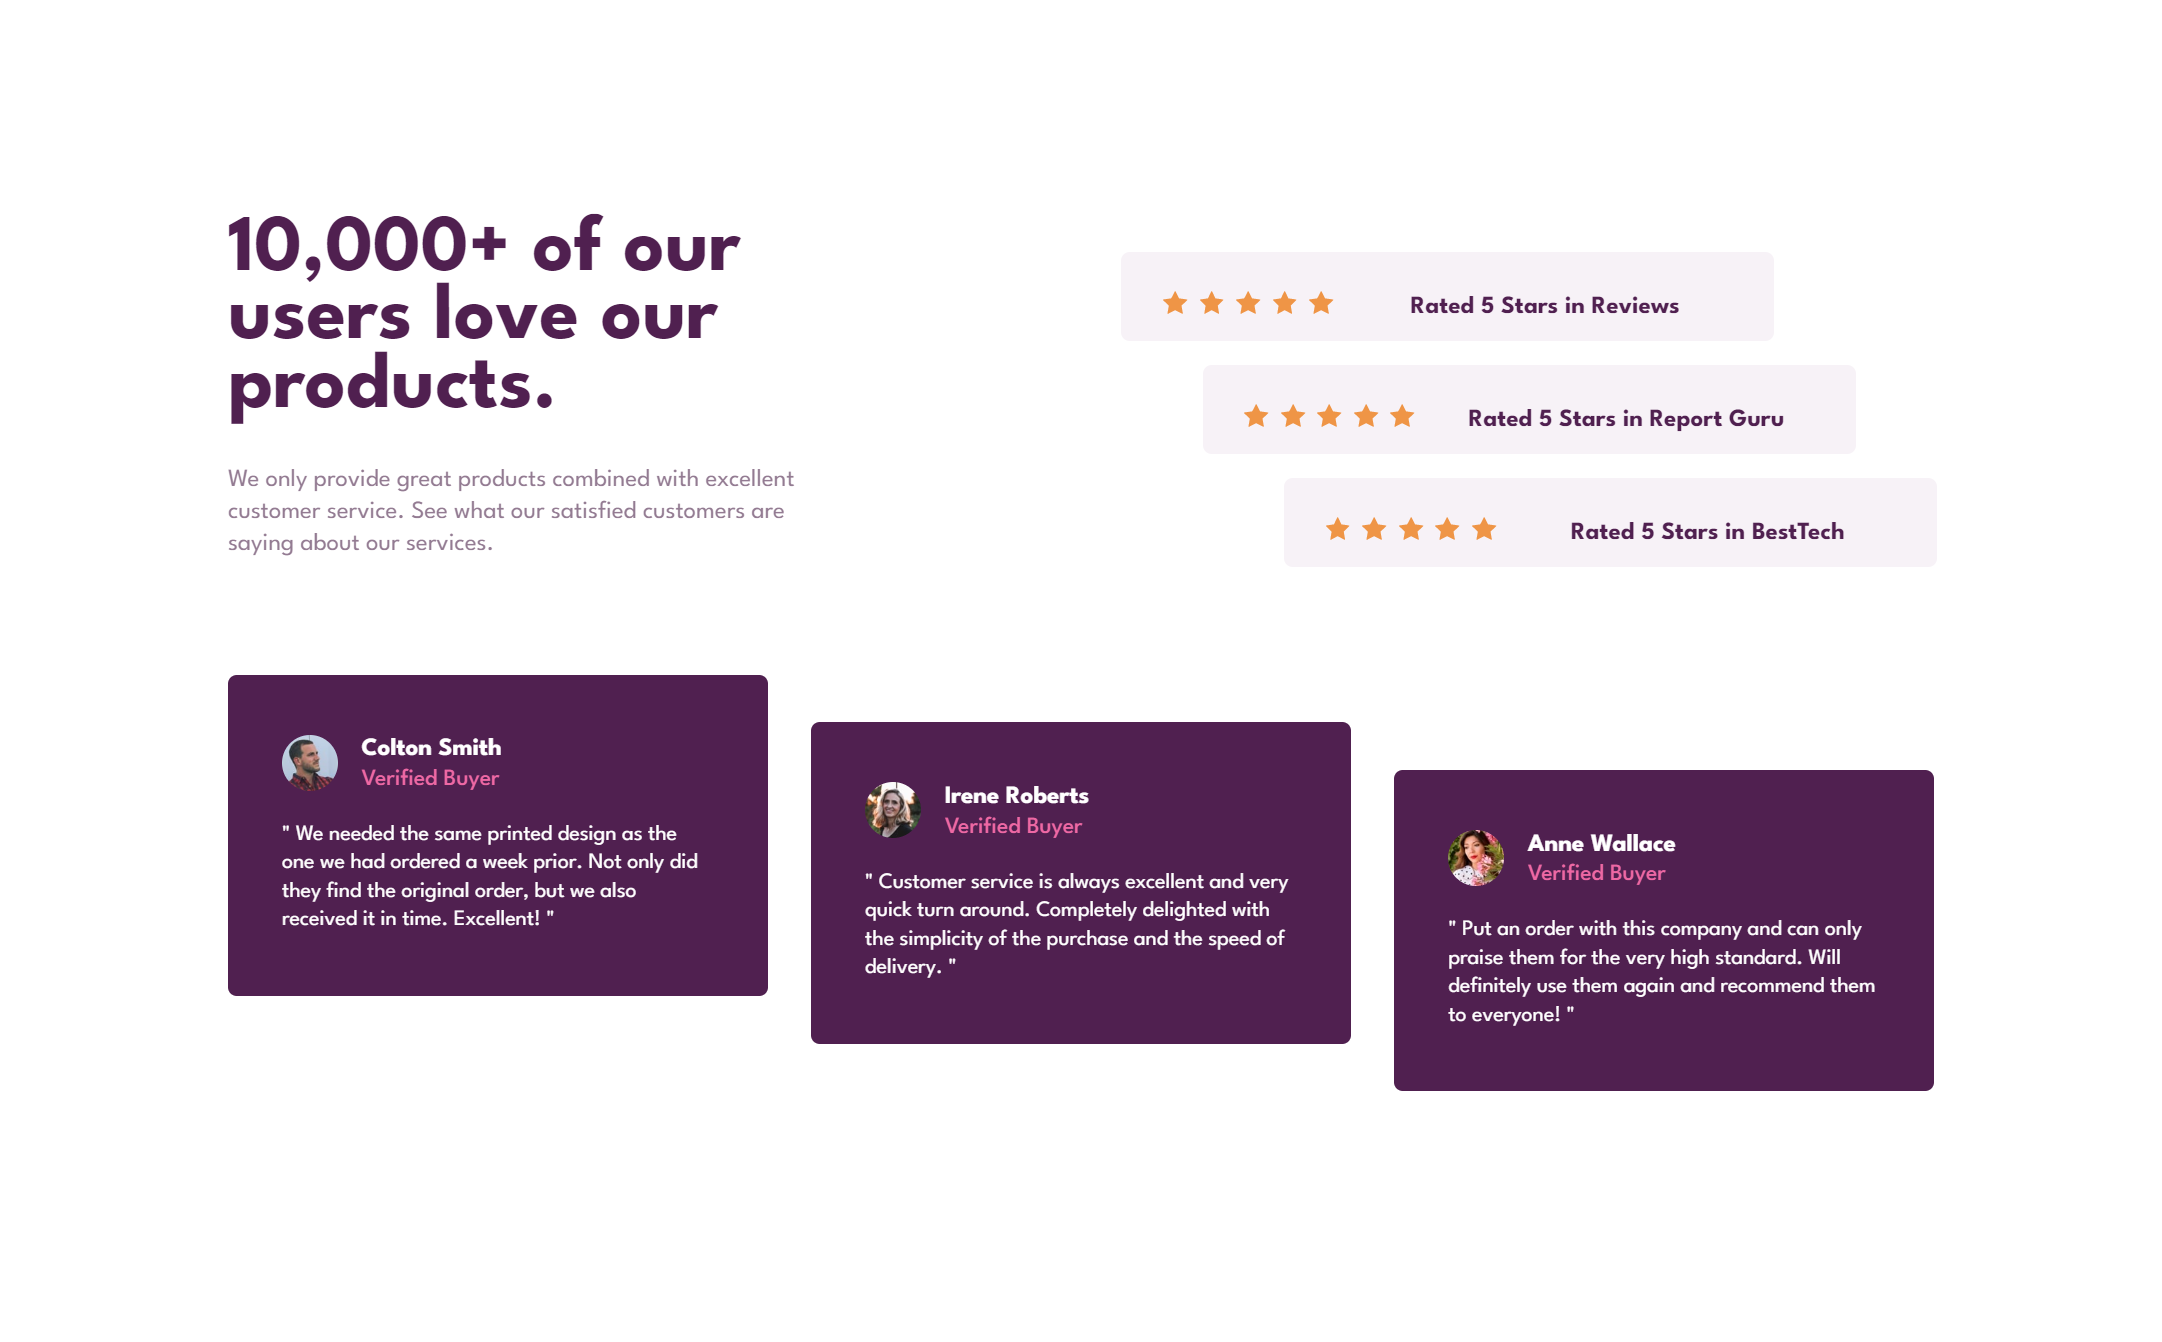 10,000+ of our
users love our
products.
We only provide great products combined with excellent
customer service. See what our satisfied customers are
saying about our services.
Rated 5 Stars in Reviews
Rated 5 Stars in Report Guru
Rated 5 Stars in BestTech
Colton Smith
Verified Buyer
" We needed the same printed design as the
one we had ordered a week prior. Not only did
they find the original order, but we also
received it in time. Excellent! "
Irene Roberts
Verified Buyer
" Customer service is always excellent and very
quick turn around. Completely delighted with
the simplicity of the purchase and the speed of
delivery. "
Anne Wallace
Verified Buyer
" Put an order with this company and can only
praise them for the very high standard. Will
definitely use them again and recommend them
to everyone! "